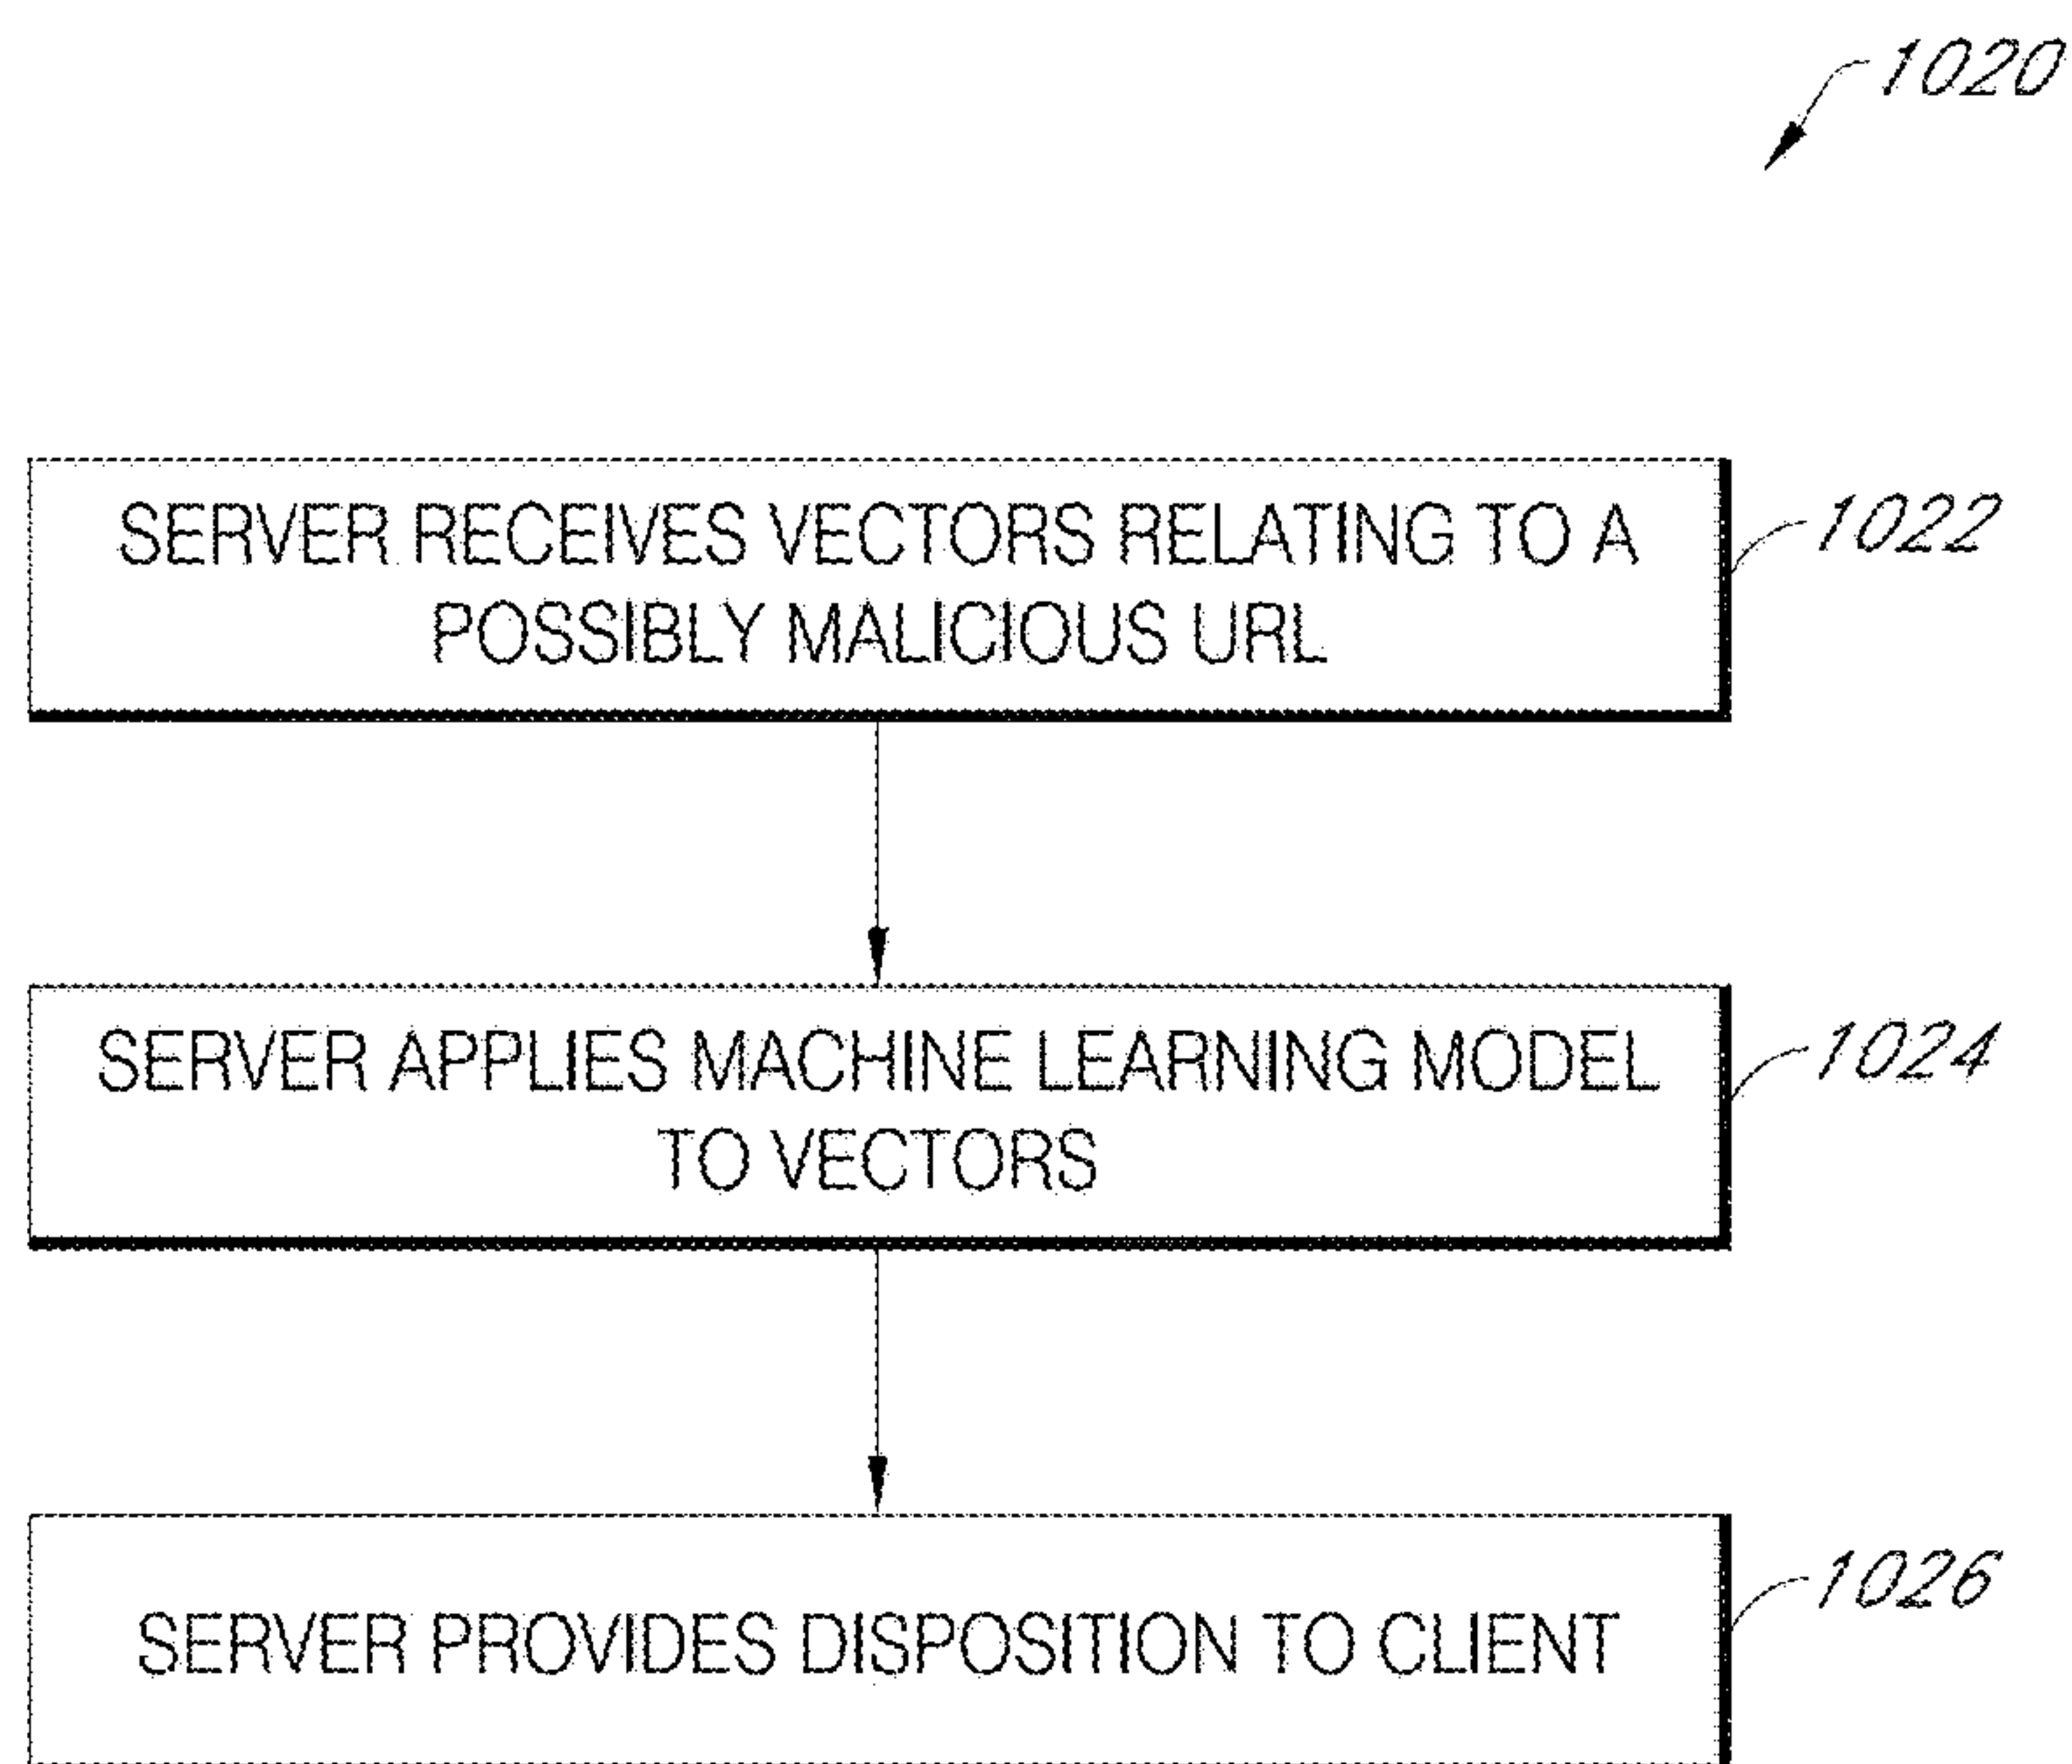 1020
SERVER RECEIVES VECTORS RELATING TO A
POSSIBLY MALICIOUS URL
1022
SERVER APPLIES MACHINE LEARNING MODEL
TO VECTORS
1024
SERVER PROVIDES DISPOSITION TO CLIENT
1026